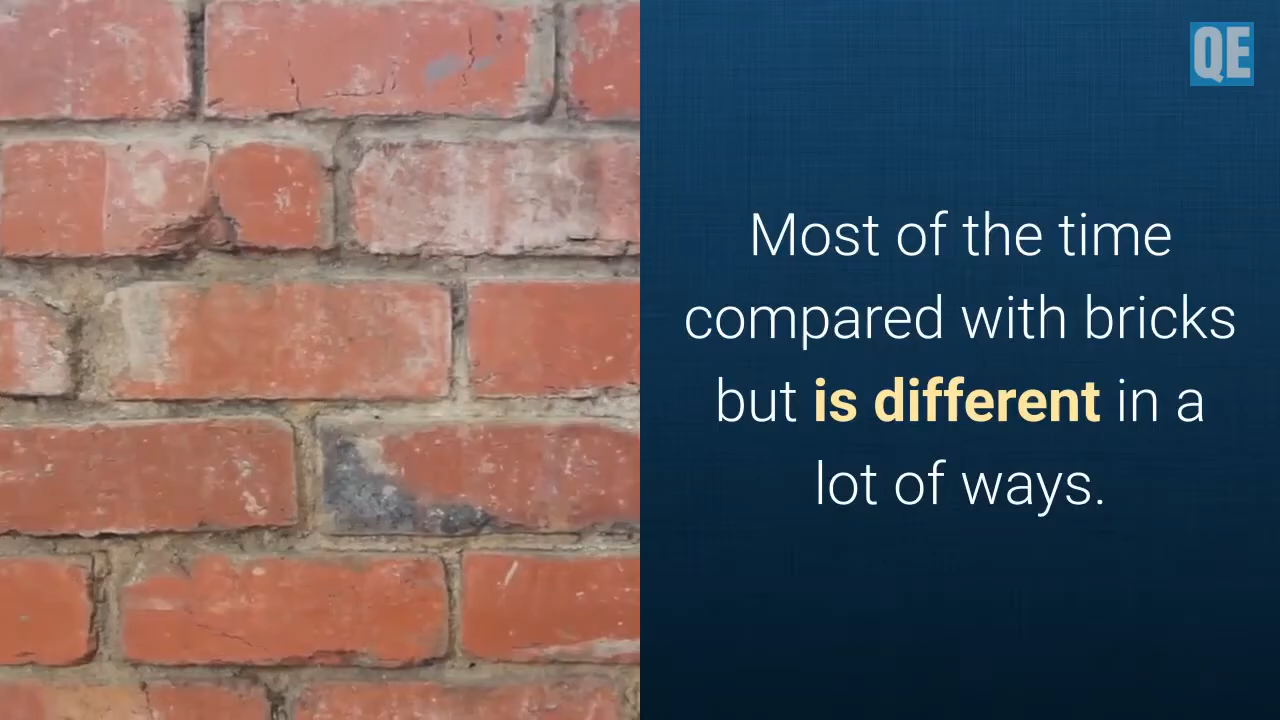 QE
Most of the time
compared with bricks
but is different in a
lot of ways.